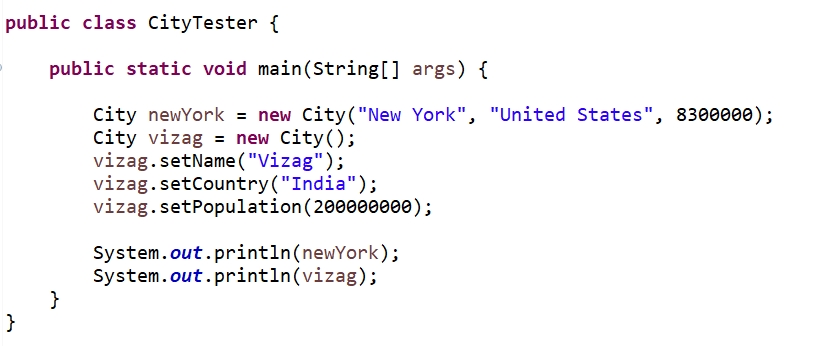 public class CityTester {
public static void main(String[] args) {
City newYork = new City("New York", "United States", 8300000);
City vizag = new City();
vizag.setName("Vizag");
vizag.setCountry("India");
vizag.setPopulation(200000000);
System.out.println(newYork);
System.out.println(vizag);
}
}